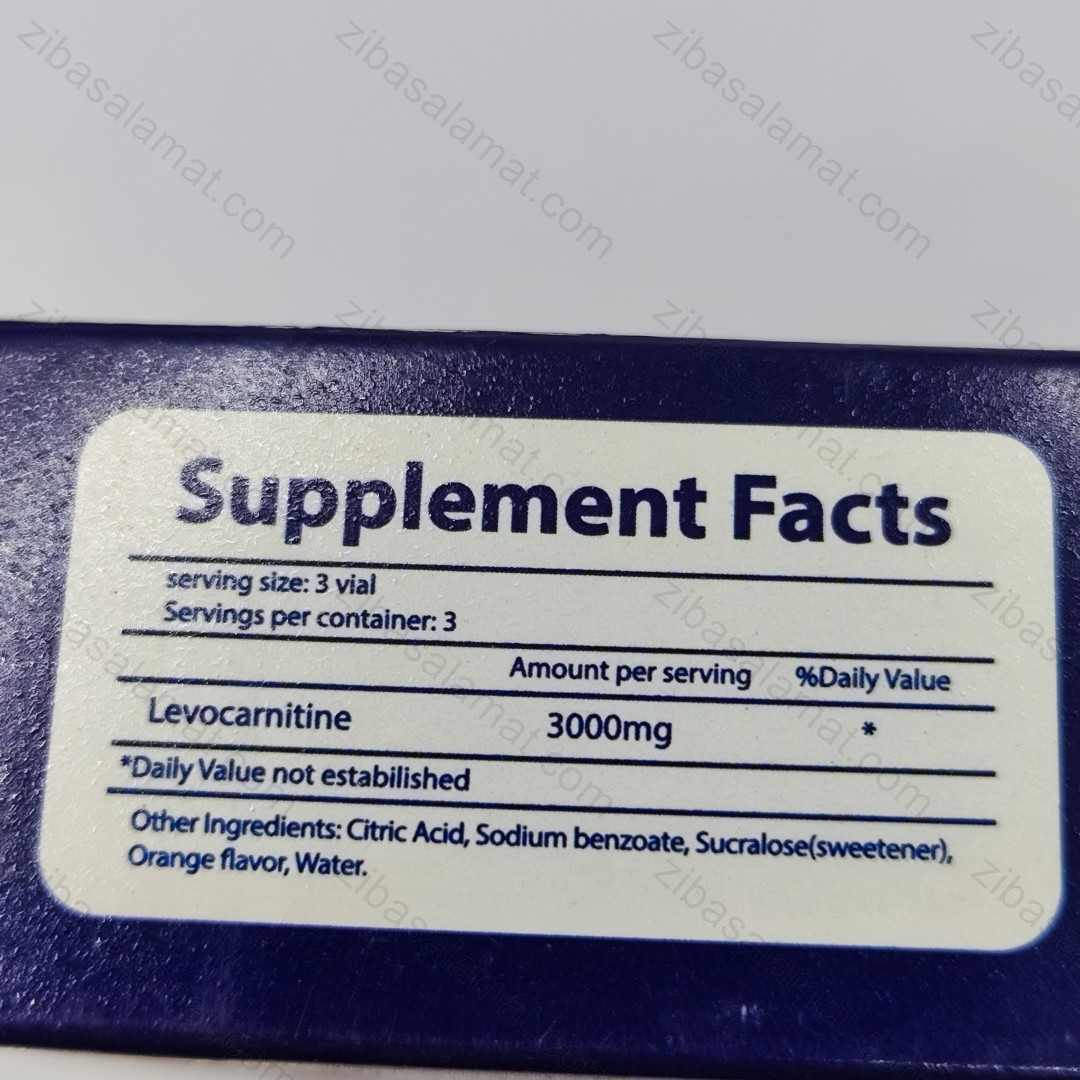 Supplement Facts
serving size: 3 vial
Servings per container: 3
Amount per serving %Daily Value
Levocarnitine 3000mg *
*Daily Value not estabilished
Other Ingredients: Citric Acid, Sodium benzoate, Sucralose(sweetener),
Orange flavor, Water.
zibasalamat.com